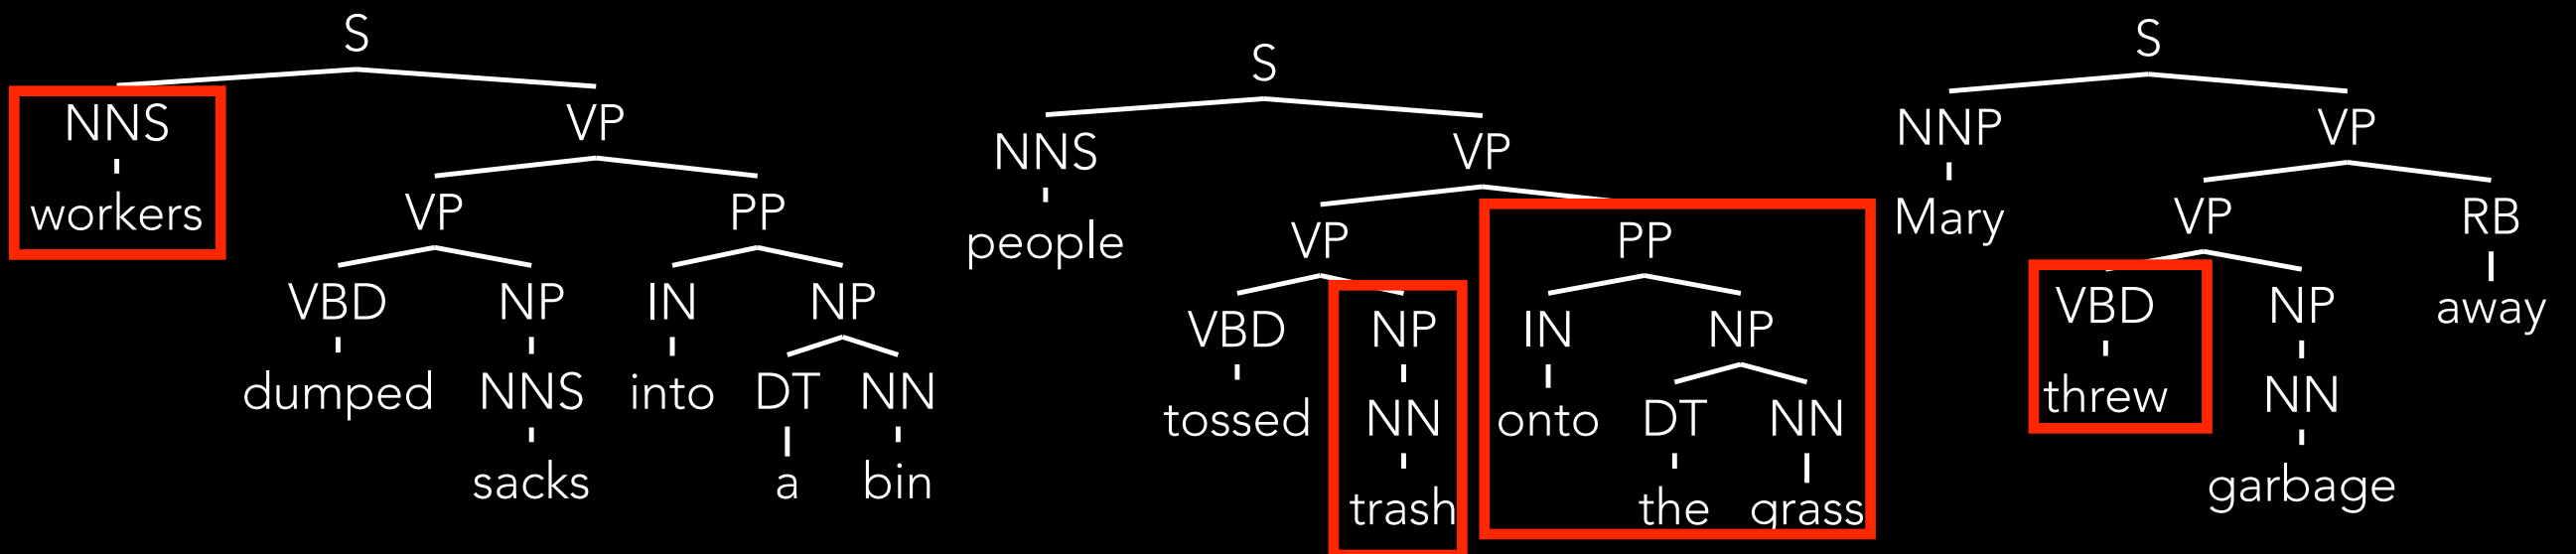 S
NNS VP
workers VP PP
VBD NP IN NP
dumped NNS into DT NN
sacks a bin
S
NNS VP
people VP PP
VBD NP IN NP
tossed NN onto DT NN
trash the grass
S
NNP VP
Mary VP RB
VBD NP away
threw NN
garbage